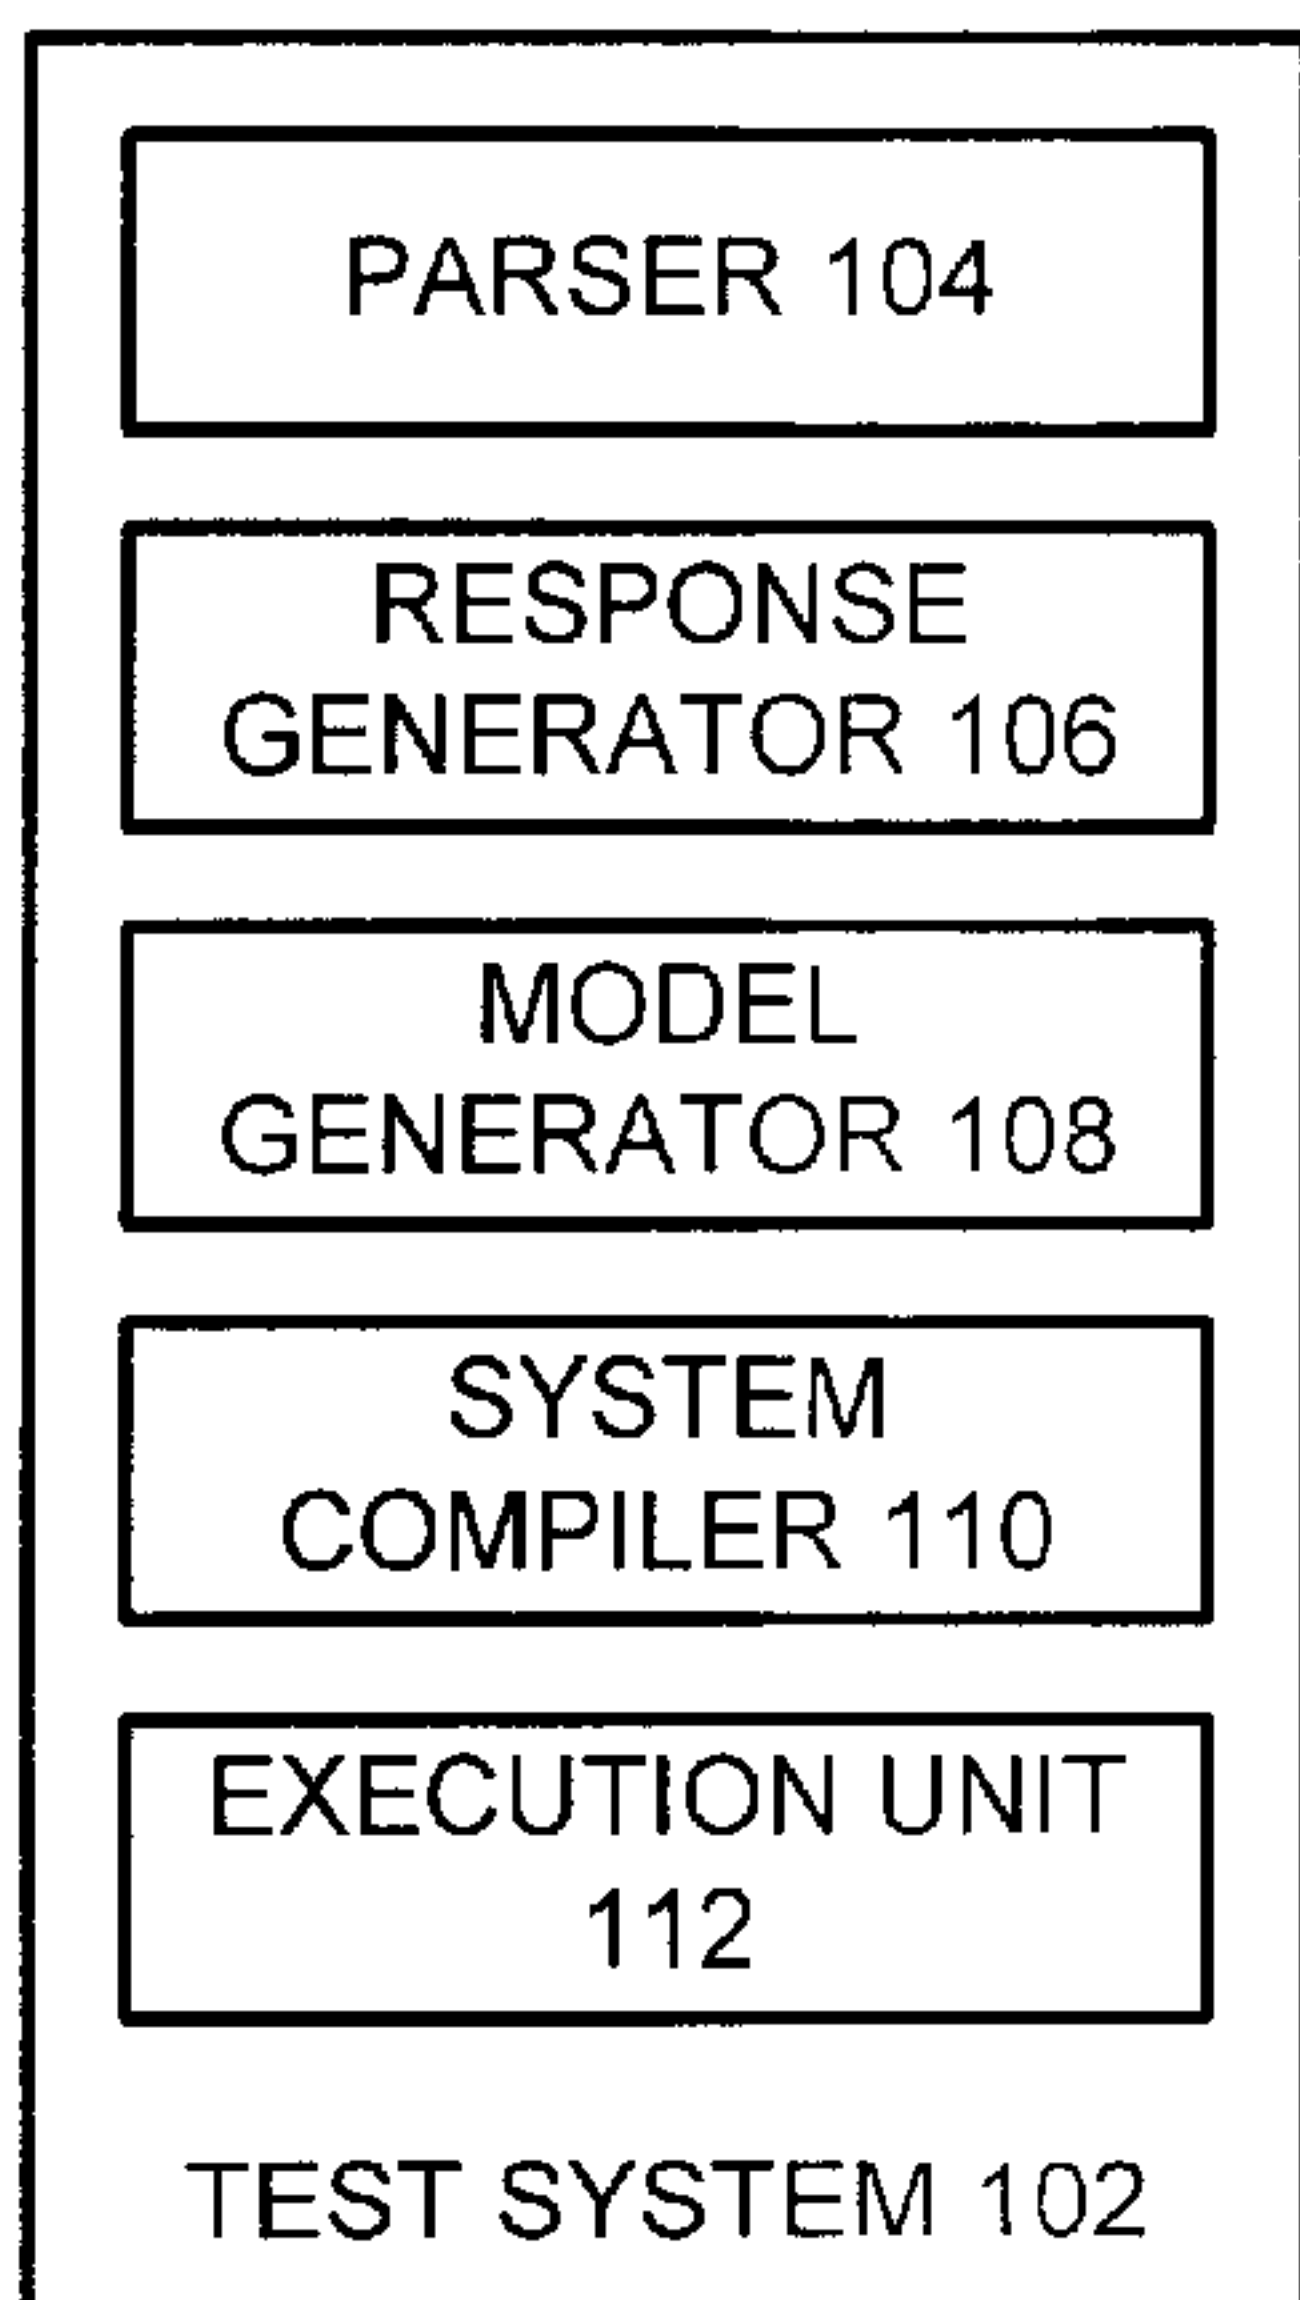 PARSER 104
RESPONSE
GENERATOR 106
MODEL
GENERATOR 108
SYSTEM
COMPILER 110
EXECUTION UNIT
112
TEST SYSTEM 102